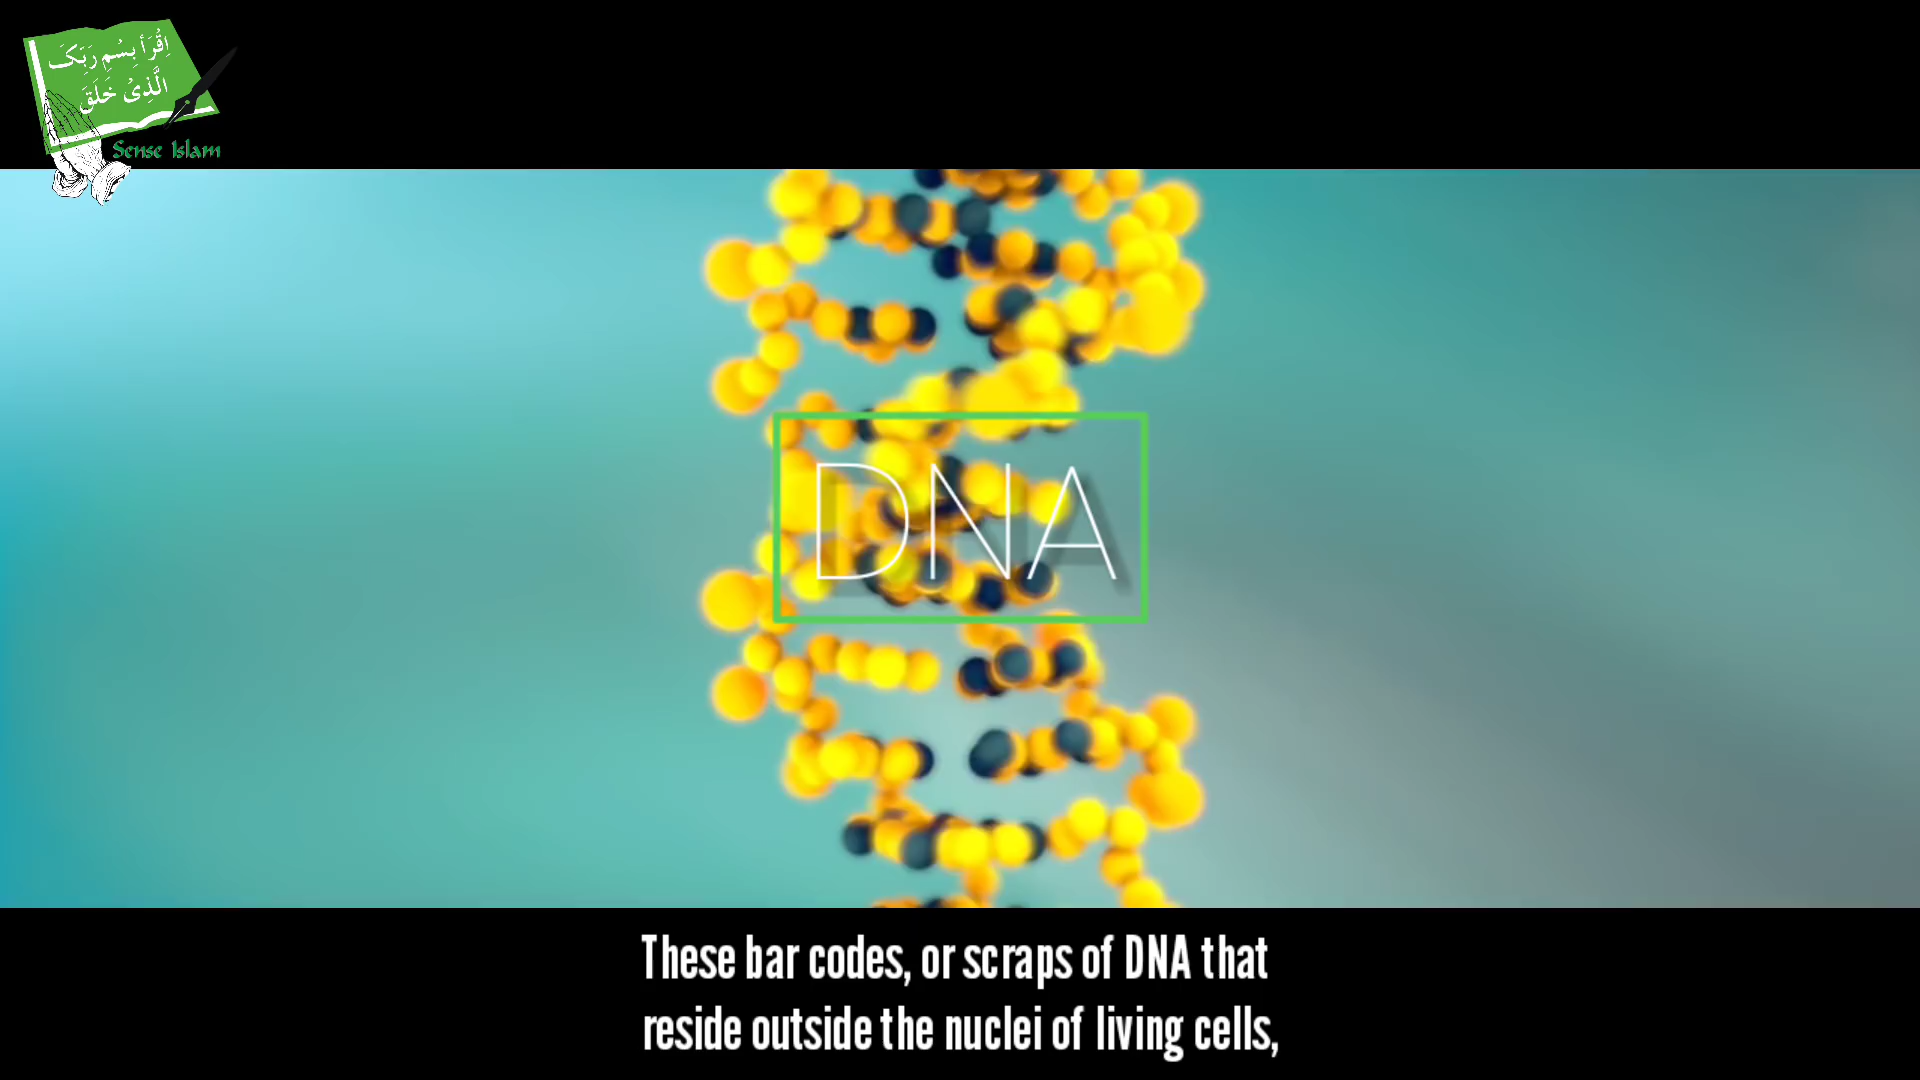 اِقْرَأ بِسْمِ رَبِّكَ
الَّذِىْ خَلَقَ
Sense Islam
DNA
These bar codes, or scraps of DNA that
reside outside the nuclei of living cells,